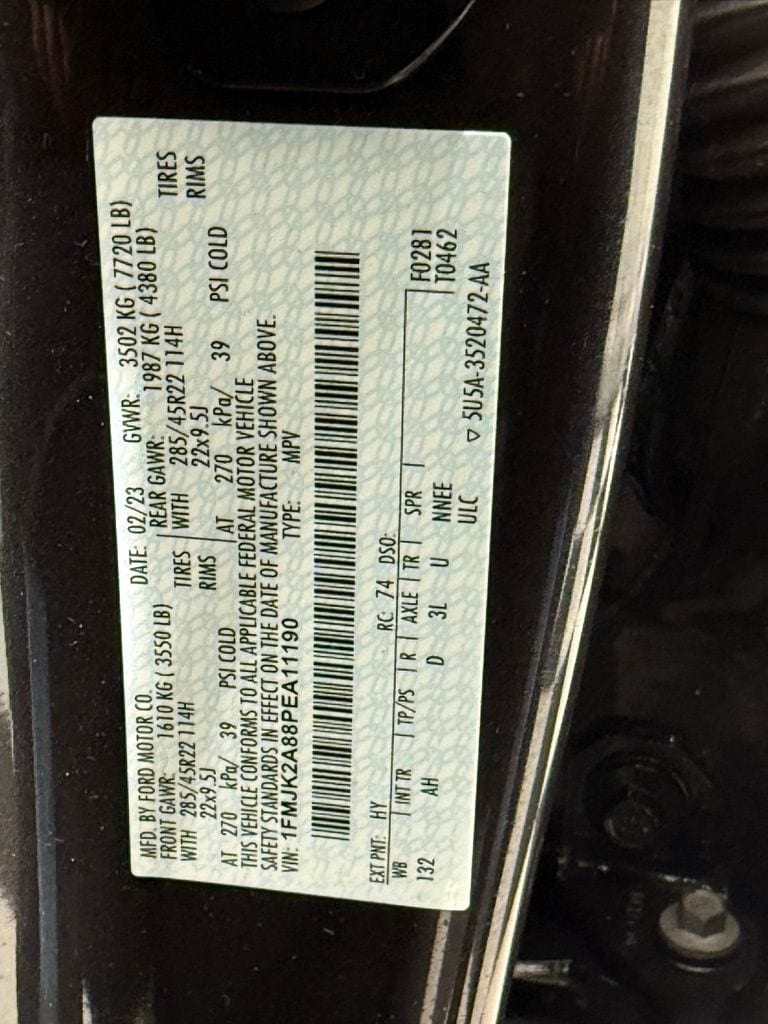 MFD. BY FORD MOTOR CO.
DATE: 02/23 GVWR: 3502 KG ( 7720 LB)
FRONT GAWR: 1610 KG ( 3550 LB) REAR GAWR: 1987 KG ( 4380 LB)
WITH 285/45R22 114H TIRES WITH 285/45R22 114H TIRES
22x9.5J RIMS 22x9.5J RIMS
AT 270 kPa/ 39 PSI COLD AT 270 kPa/ 39 PSI COLD
THIS VEHICLE CONFORMS TO ALL APPLICABLE FEDERAL MOTOR VEHICLE
SAFETY STANDARDS IN EFFECT ON THE DATE OF MANUFACTURE SHOWN ABOVE.
VIN: 1FMJK2A88PEA11190 TYPE: MPV
EXT PNT: HY RC: 74 DSO:
WB INT TR TP/PS R AXLE TR SPR F0281
132 AH D 3L U NNEE T0462
ULC ▽ 5U5A-3520472-AA